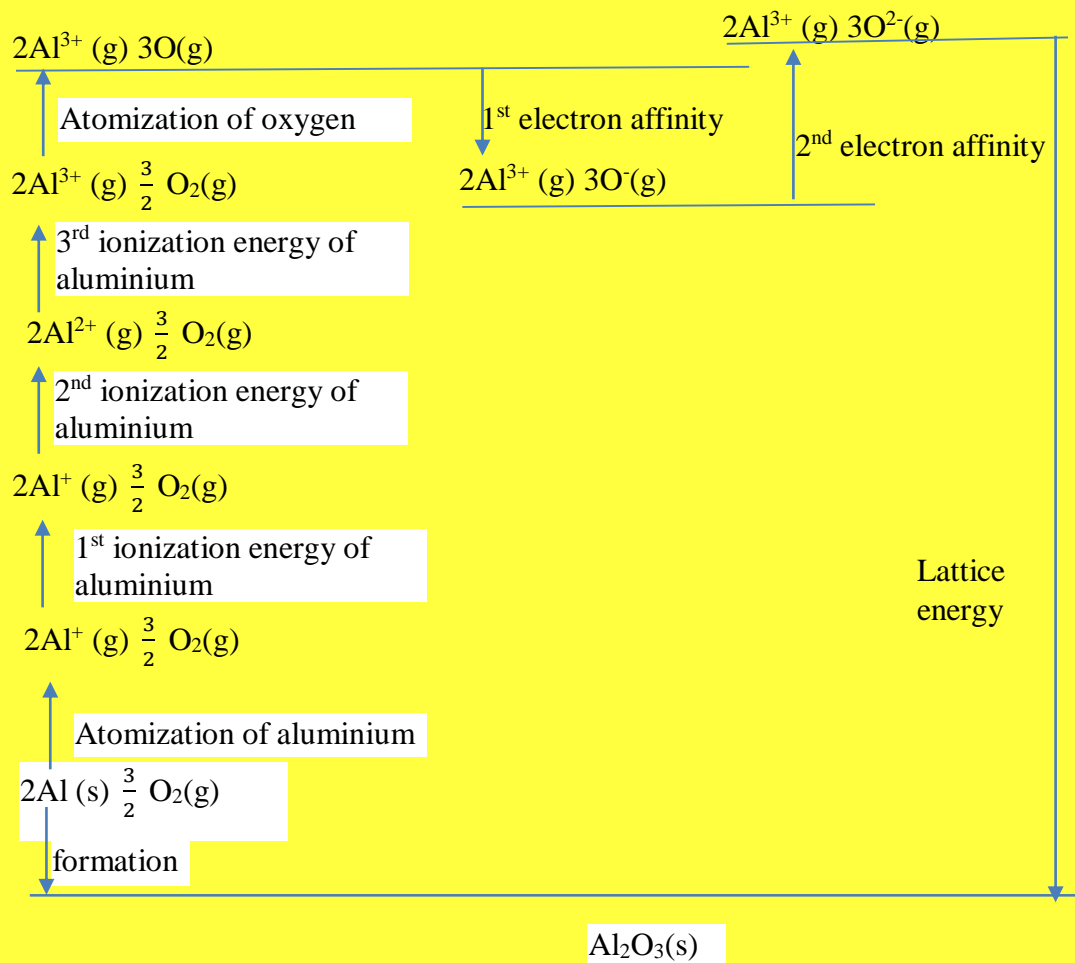 2Al³⁺ (g) 3O(g)
Atomization of oxygen
2Al³⁺ (g) 3/2 O₂(g)
3rd ionization energy of
aluminium
2Al²⁺ (g) 3/2 O₂(g)
2nd ionization energy of
aluminium
2Al⁺ (g) 3/2 O₂(g)
1st ionization energy of
aluminium
2Al⁺ (g) 3/2 O₂(g)
Atomization of aluminium
2Al (s) 3/2 O₂(g)
formation
1st electron affinity
2Al³⁺ (g) 3O⁻(g)
2Al³⁺ (g) 3O²⁻(g)
2nd electron affinity
Lattice
energy
Al₂O₃(s)